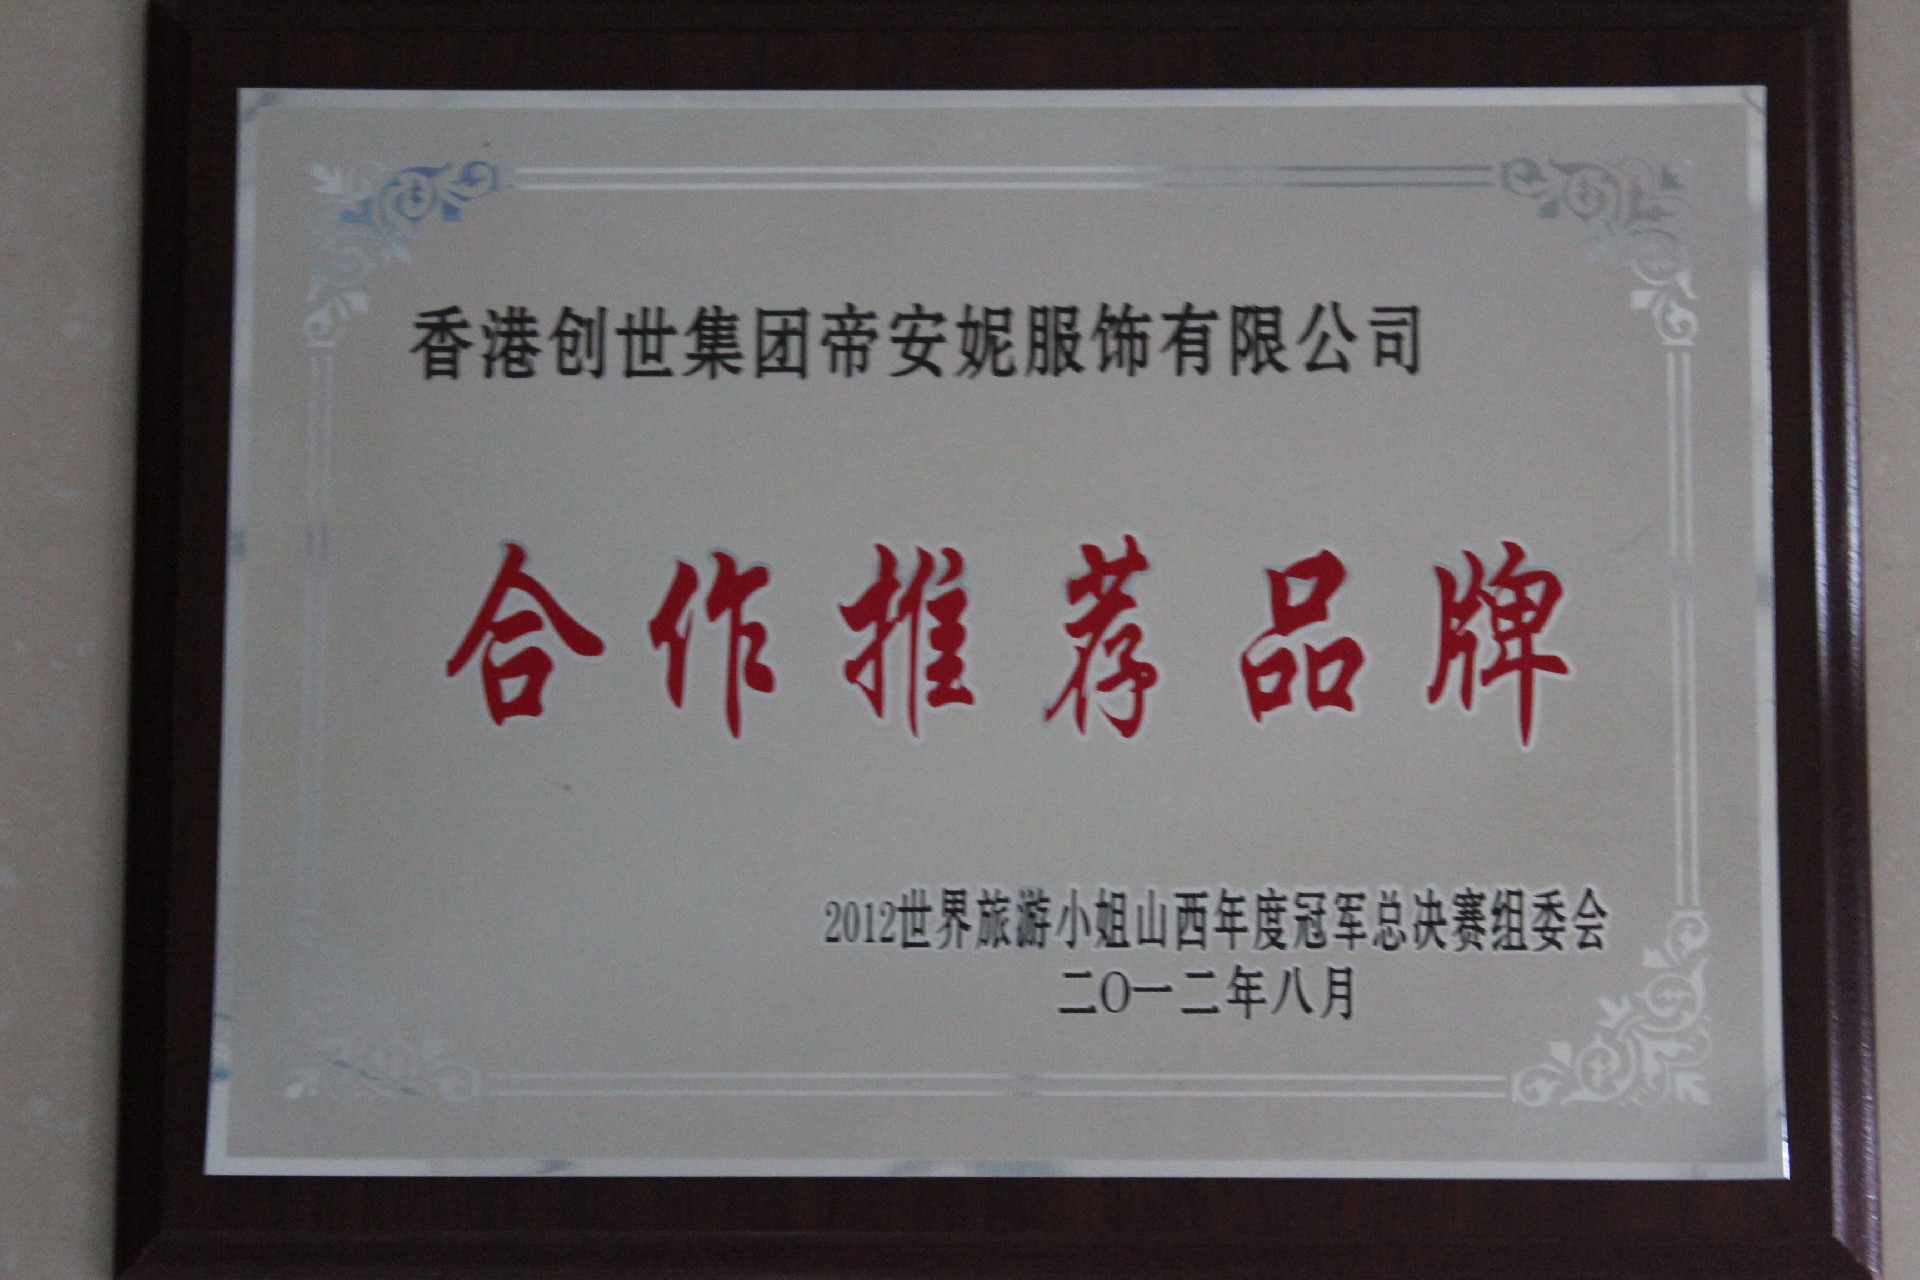 香港创世集团帝安妮服饰有限公司
合作推荐品牌
2012世界旅游小姐山西年度冠军总决赛组委会
二〇一二年八月